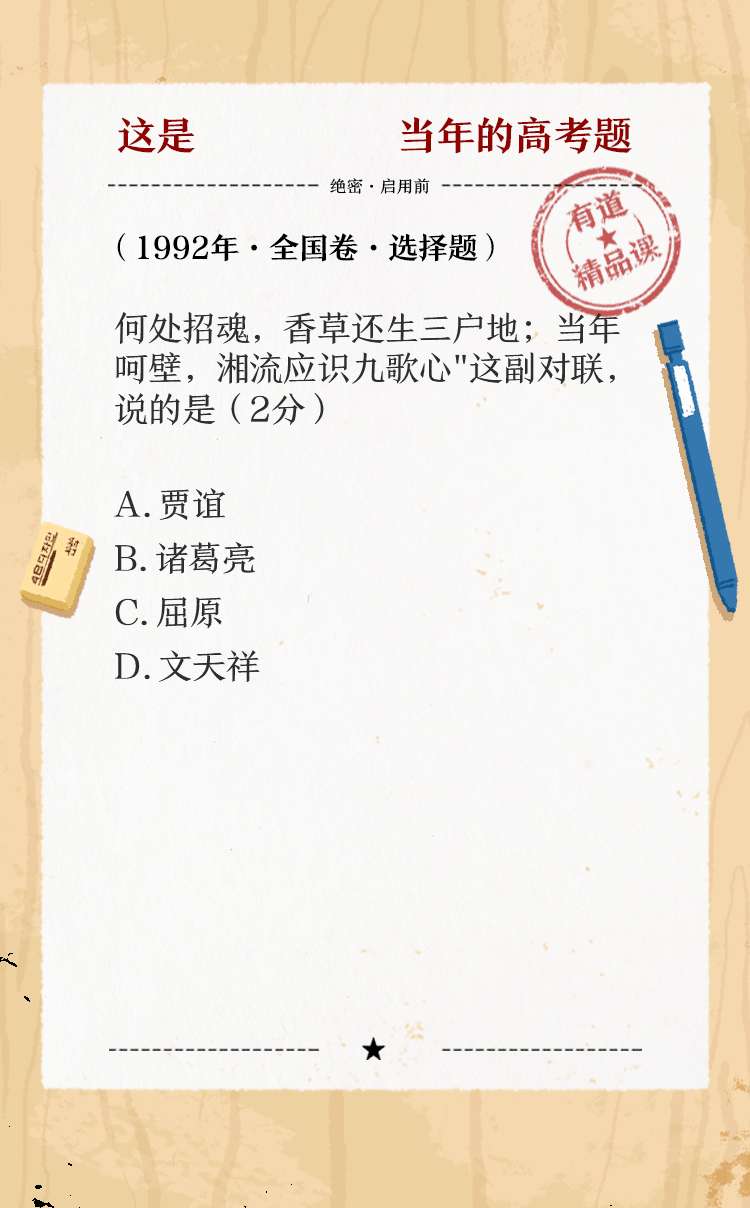 这是 当年的高考题
绝密·启用前
有道
精品课
（1992年·全国卷·选择题）
何处招魂，香草还生三户地；当年
呵壁，湘流应识九歌心"这副对联，
说的是（2分）
A. 贾谊
B. 诸葛亮
C. 屈原
D. 文天祥